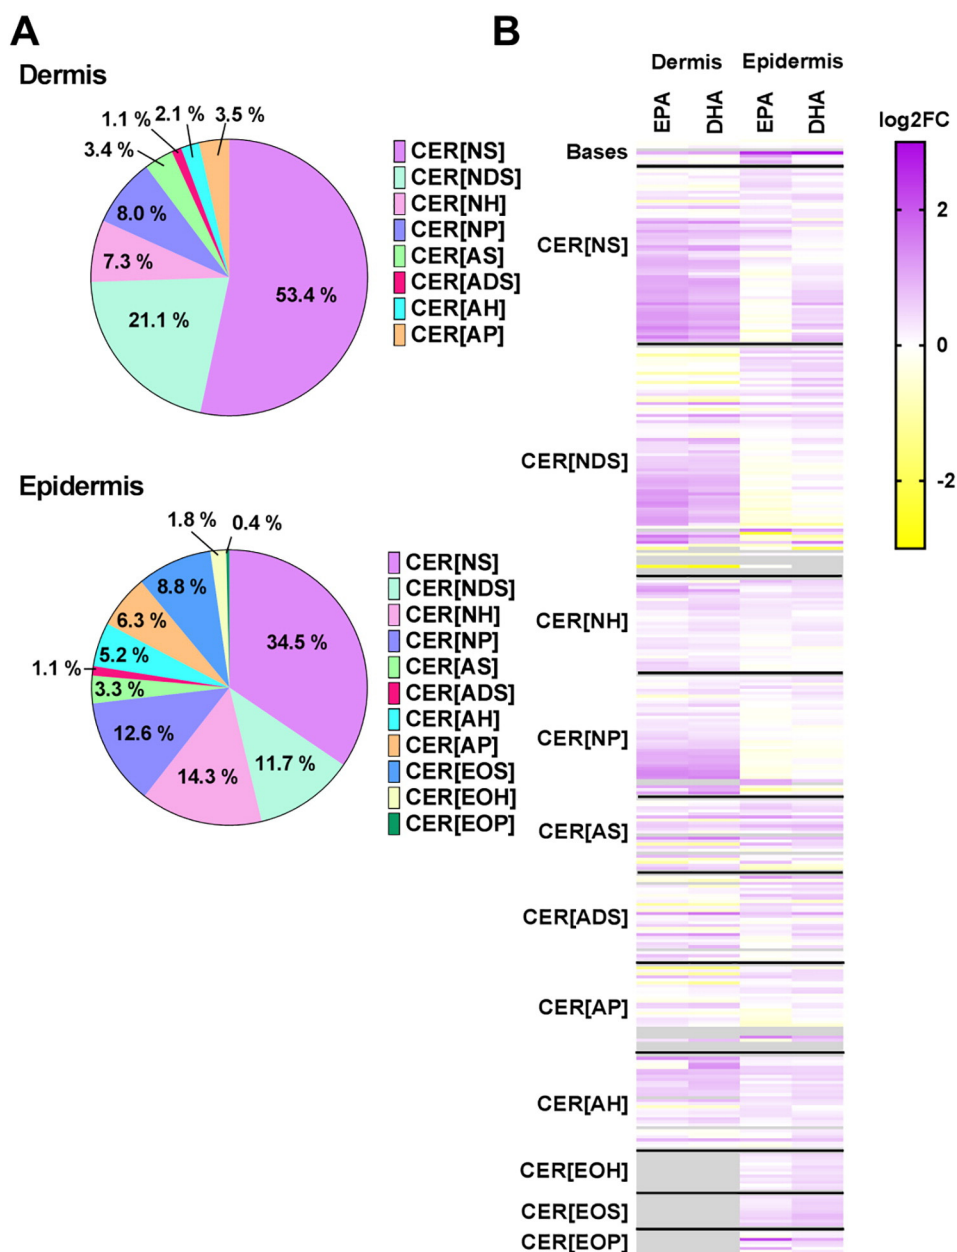 A
Dermis
1.1 % 2.1 % 3.5 %
3.4 %
8.0 %
7.3 %
21.1 %
53.4 %
CER[NS]
CER[NDS]
CER[NH]
CER[NP]
CER[AS]
CER[ADS]
CER[AH]
CER[AP]
Epidermis
1.8 % 0.4 %
8.8 %
6.3 %
5.2 %
1.1 %
3.3 %
12.6 %
14.3 %
11.7 %
34.5 %
CER[NS]
CER[NDS]
CER[NH]
CER[NP]
CER[AS]
CER[ADS]
CER[AH]
CER[AP]
CER[EOS]
CER[EOH]
CER[EOP]
B
Dermis Epidermis
EPA DHA EPA DHA
Bases
CER[NS]
CER[NDS]
CER[NH]
CER[NP]
CER[AS]
CER[ADS]
CER[AP]
CER[AH]
CER[EOH]
CER[EOS]
CER[EOP]
log2FC
2
0
-2